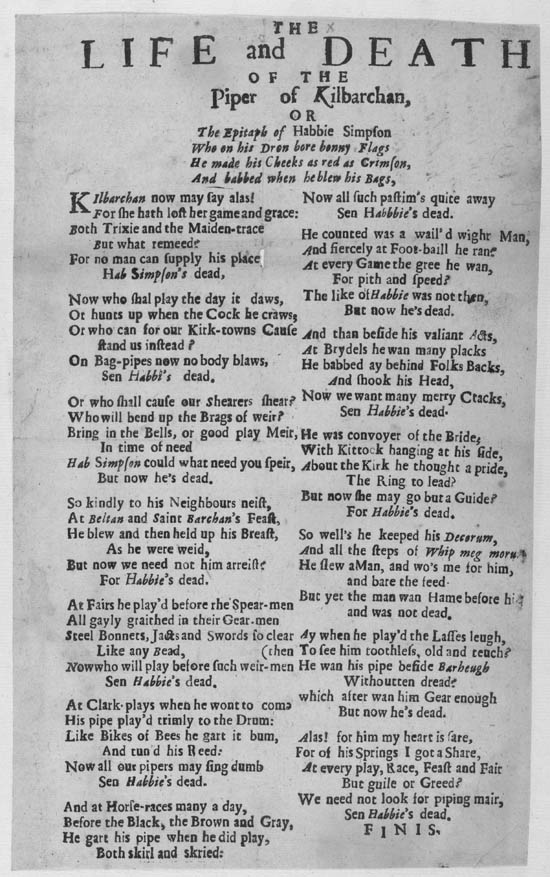 THE
LIFE and DEATH
OF THE
Piper of Kilbarchan,
OR
The Epitaph of Habbie Simpſon
Who on his Dron bore bonny Flags
He made his Cheeks as red as Crimſon,
And babbed when he blew his Bags,
KIlbarchan now may ſay alas!
For ſhe hath loſt her game and grace:
Both Trixie and the Maiden-trace
But what remeed?
For no man can ſupply his place
Hab Simpſon's dead,
Now who ſhal play the day it daws,
Or hunts up when the Cock he craws;
Or who can for our Kirk-towns Cauſe
ſtand us inſtead?
On Bag-pipes now no body blaws,
Sen Habbi's dead.
Or who ſhall cauſe our Shearers ſhear?
Who will bend up the Brags of weir?
Bring in the Bells, or good play Meir,
In time of need
Hab Simpſon could what need you ſpeir,
But now he's dead.
So kindly to his Neighbours neiſt,
At Beltan and Saint Barchan's Feaſt,
He blew and then held up his Breaſt,
As he were weid,
But now we need not him arreiſt?
For Habbie's dead.
At Fairs he play'd before the Spear-men
All gayly graithed in their Gear-men
Steel Bonnets, Jacks and Swords ſo clear
Like any Bead, (then
Now who will play before ſuch weir-men
Sen Habbie's dead.
At Clark-plays when he wont to come
His pipe play'd trimly to the Drum:
Like Bikes of Bees he gart it bum,
And tun'd his Reed:
Now all our pipers may ſing dumb
Sen Habbie's dead.
And at Horſe-races many a day,
Before the Black, the Brown and Gray,
He gart his pipe when he did play,
Both skirl and skried:
Now all ſuch paſtim's quite away
Sen Habbbie's dead.
He counted was a wail'd wight Man,
And fiercely at Foot-baill he ran?
At every Game the gree he wan,
For pith and ſpeed?
The like of Habbie was not than,
But now he's dead.
And than beſide his valiant Acts,
At Brydels he wan many placks
He babbed ay behind Folks Backs,
And ſhook his Head,
Now we want many merry Cracks,
Sen Habbie's dead.
He was convoyer of the Bride,
With Kittock hanging at his ſide,
About the Kirk he thought a pride,
The Ring to lead?
But now ſhe may go but a Guide?
For Habbie's dead.
So well's he keeped his Decorum,
And all the ſteps of Whip meg morum
He ſlew a Man, and wo's me for him,
and bare the feed.
But yet the man wan Hame before him
and was not dead.
Ay when he play'd the Laſſes leugh,
To ſee him toothleſs, old and teuch?
He wan his pipe beſide Barheugh
Withoutten dread?
which after wan him Gear enough
But now he's dead.
Alas! for him my heart is ſare,
For of his Springs I got a Share,
At every play, Race, Feaſt and Fair
But guile or Greed?
We need not look for piping mair,
Sen Habbie's dead.
FINIS.